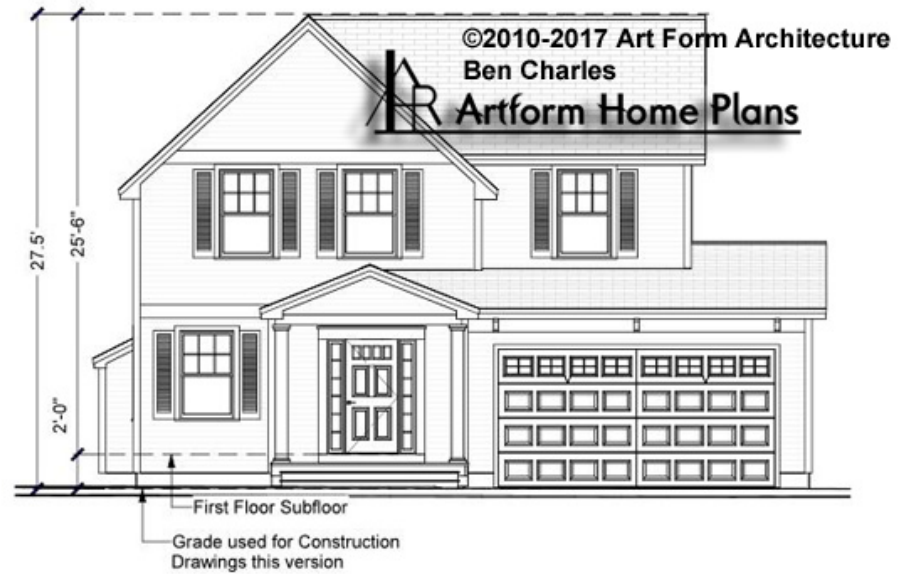 ©2010-2017 Art Form Architecture
Ben Charles
AR Artform Home Plans
27.5'
25'-6"
2'-0"
First Floor Subfloor
Grade used for Construction
Drawings this version